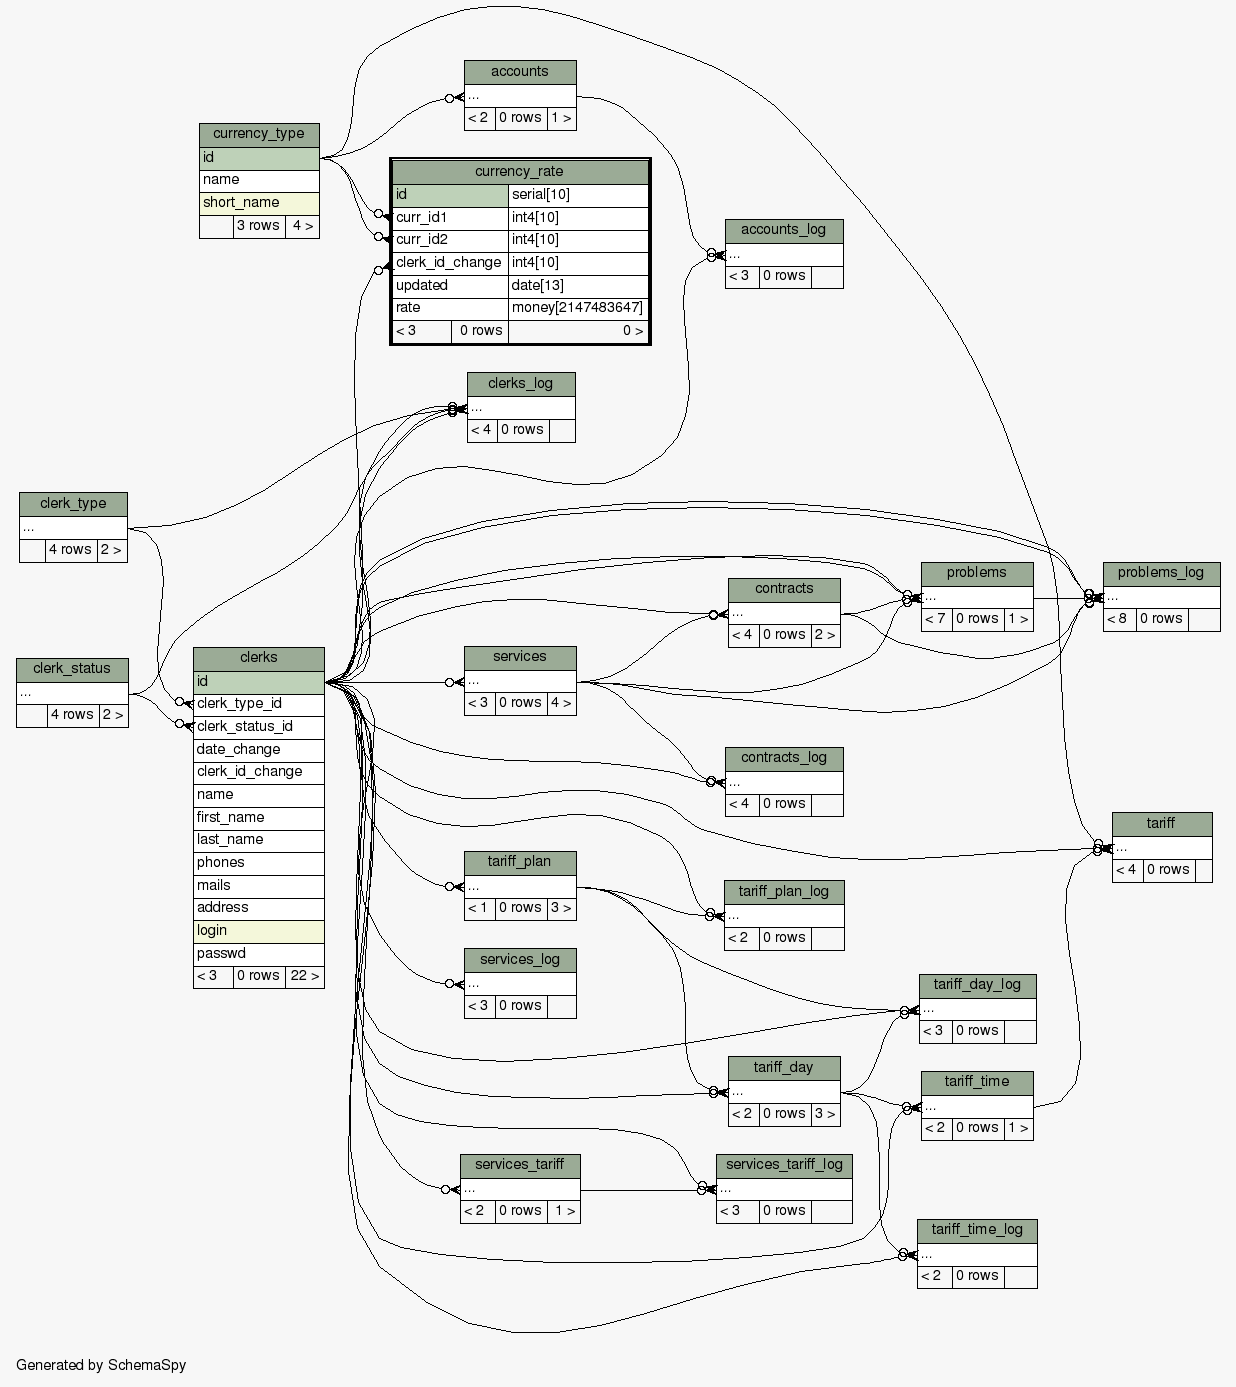 accounts
...
< 2 0 rows 1 >
currency_type
id
name
short_name
3 rows 4 >
currency_rate
id serial[10]
curr_id1 int4[10]
curr_id2 int4[10]
clerk_id_change int4[10]
updated date[13]
rate money[2147483647]
< 3 0 rows 0 >
accounts_log
...
< 3 0 rows
clerks_log
...
< 4 0 rows
clerk_type
...
4 rows 2 >
problems
...
< 7 0 rows 1 >
problems_log
...
< 8 0 rows
contracts
...
< 4 0 rows 2 >
clerk_status
...
4 rows 2 >
clerks
id
clerk_type_id
clerk_status_id
date_change
clerk_id_change
name
first_name
last_name
phones
mails
address
login
passwd
< 3 0 rows 22 >
services
...
< 3 0 rows 4 >
contracts_log
...
< 4 0 rows
tariff
...
< 4 0 rows
tariff_plan
...
< 1 0 rows 3 >
tariff_plan_log
...
< 2 0 rows
services_log
...
< 3 0 rows
tariff_day_log
...
< 3 0 rows
tariff_day
...
< 2 0 rows 3 >
tariff_time
...
< 2 0 rows 1 >
services_tariff
...
< 2 0 rows 1 >
services_tariff_log
...
< 3 0 rows
tariff_time_log
...
< 2 0 rows
Generated by SchemaSpy